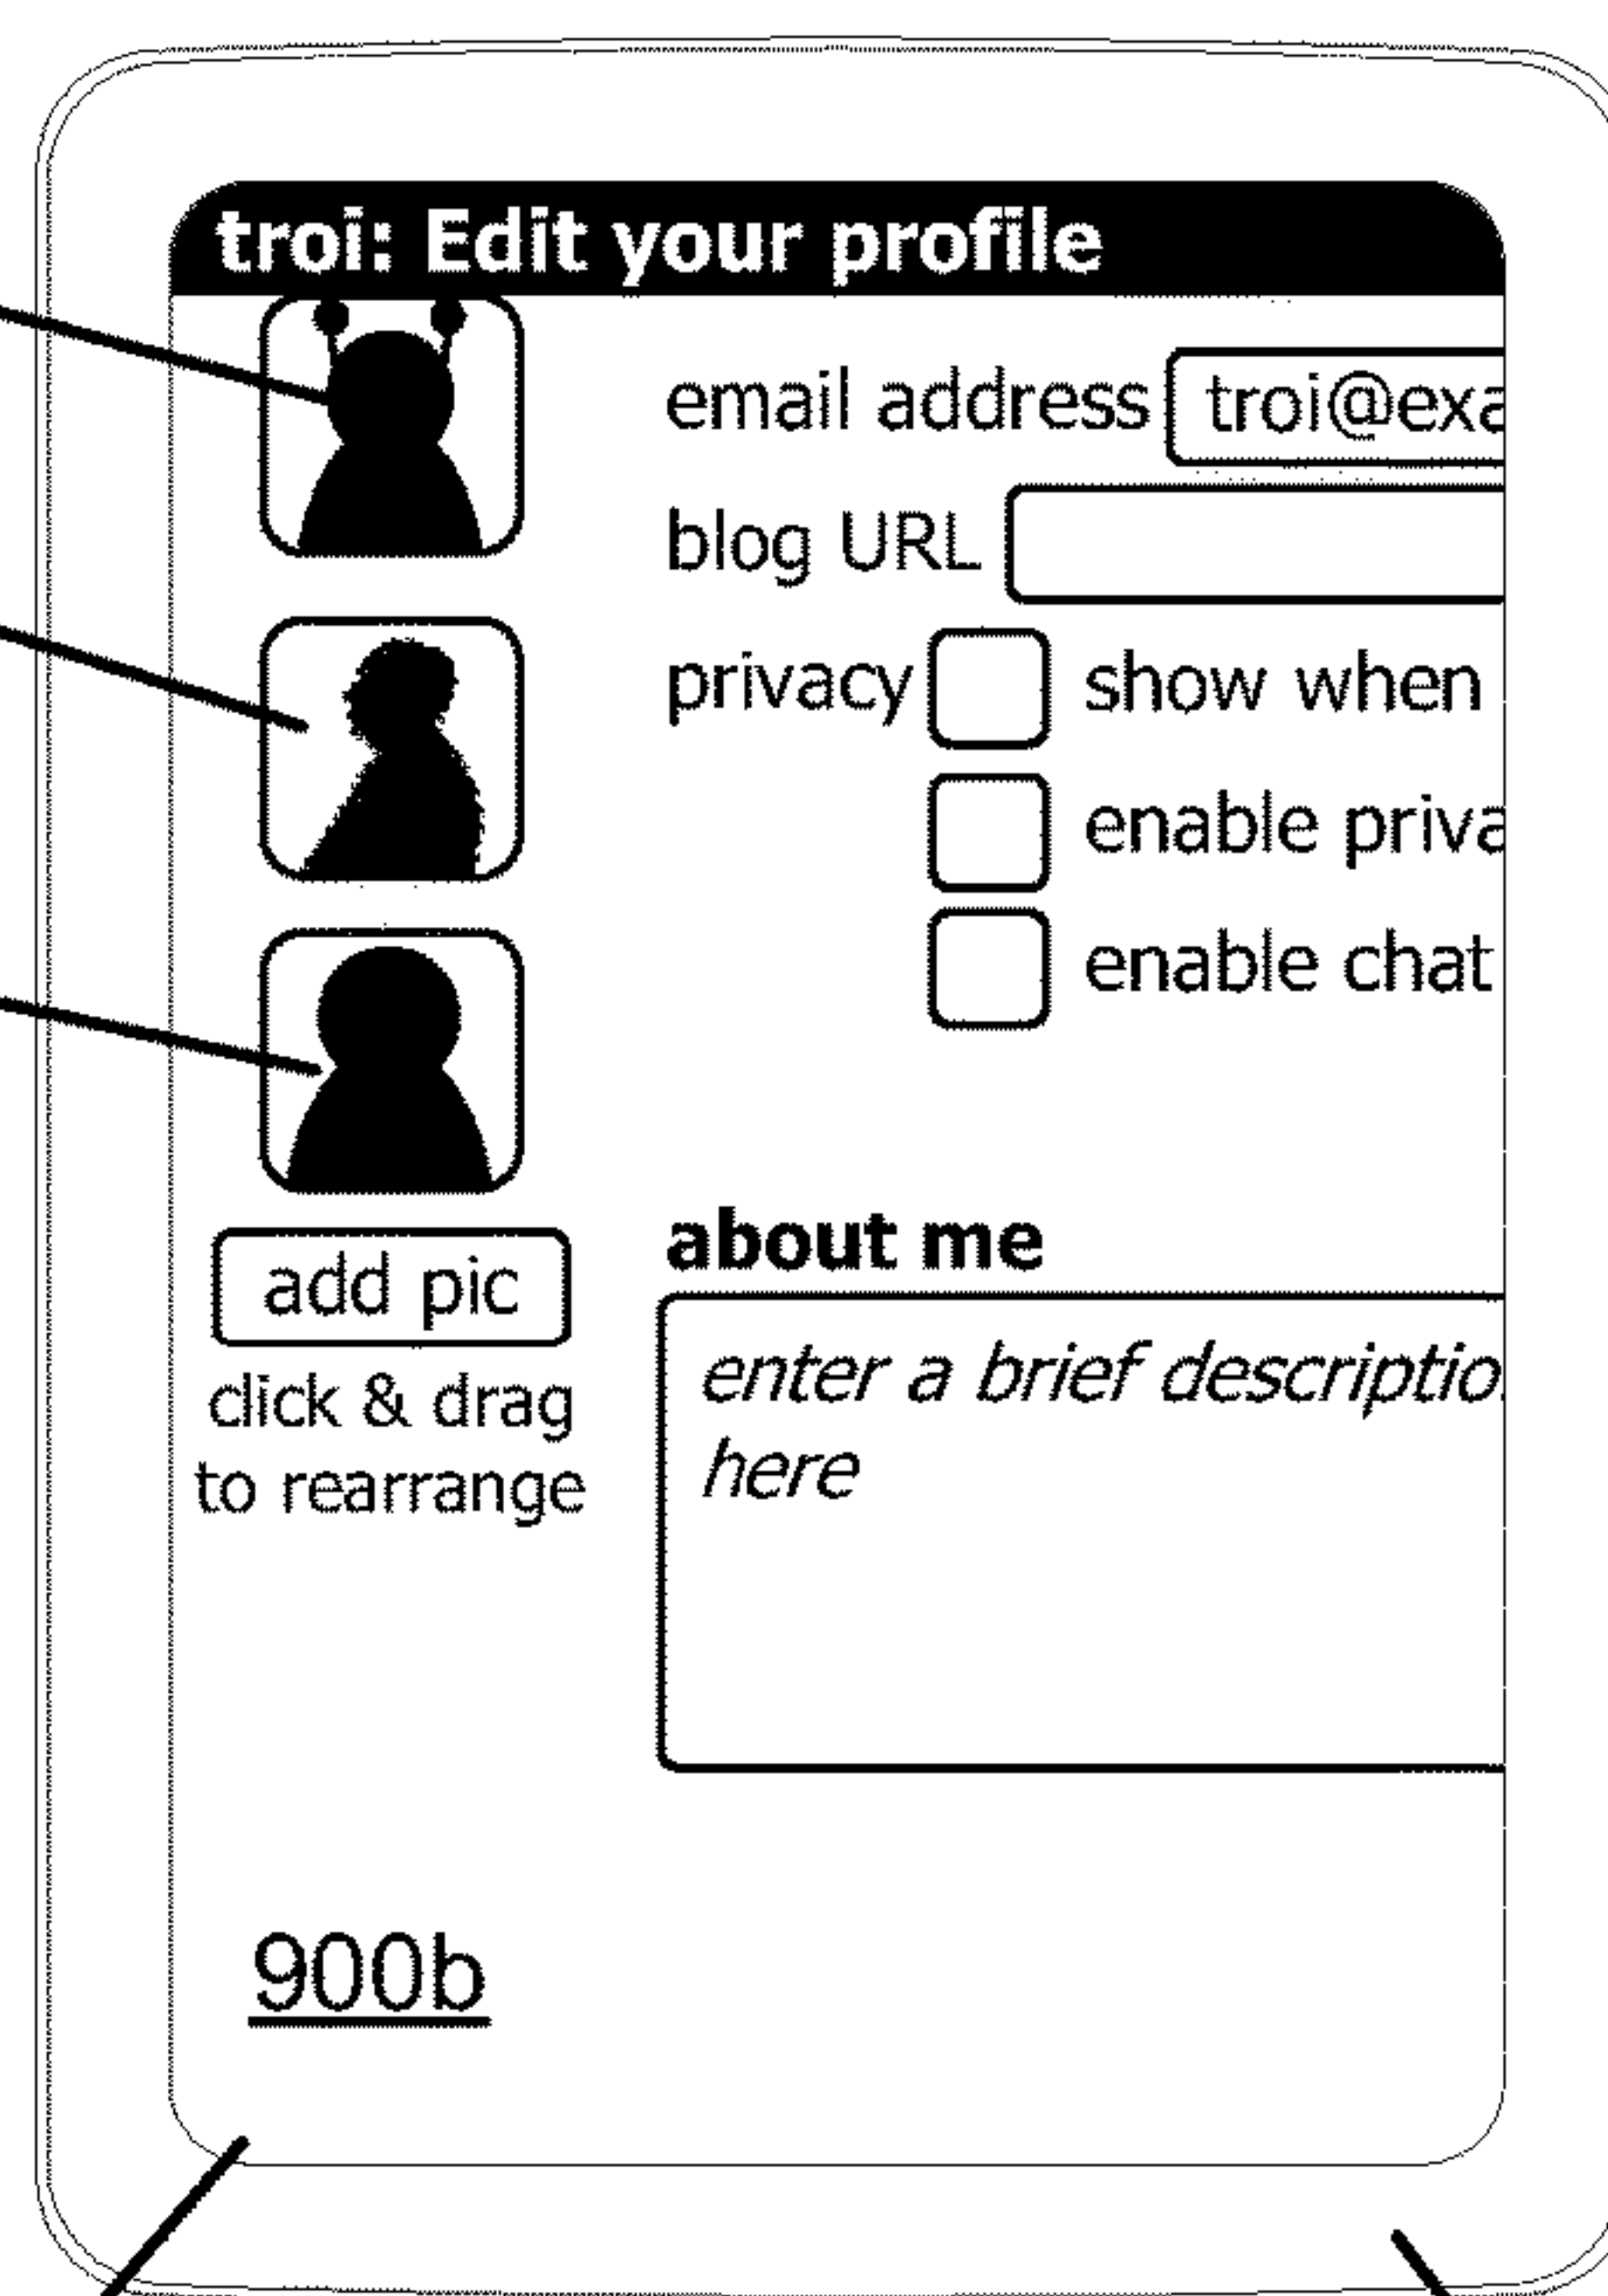 troi: Edit your profile
email address troi@exa
blog URL
privacy show when
enable priva
enable chat
add pic
click & drag
to rearrange
about me
enter a brief descriptio
here
900b